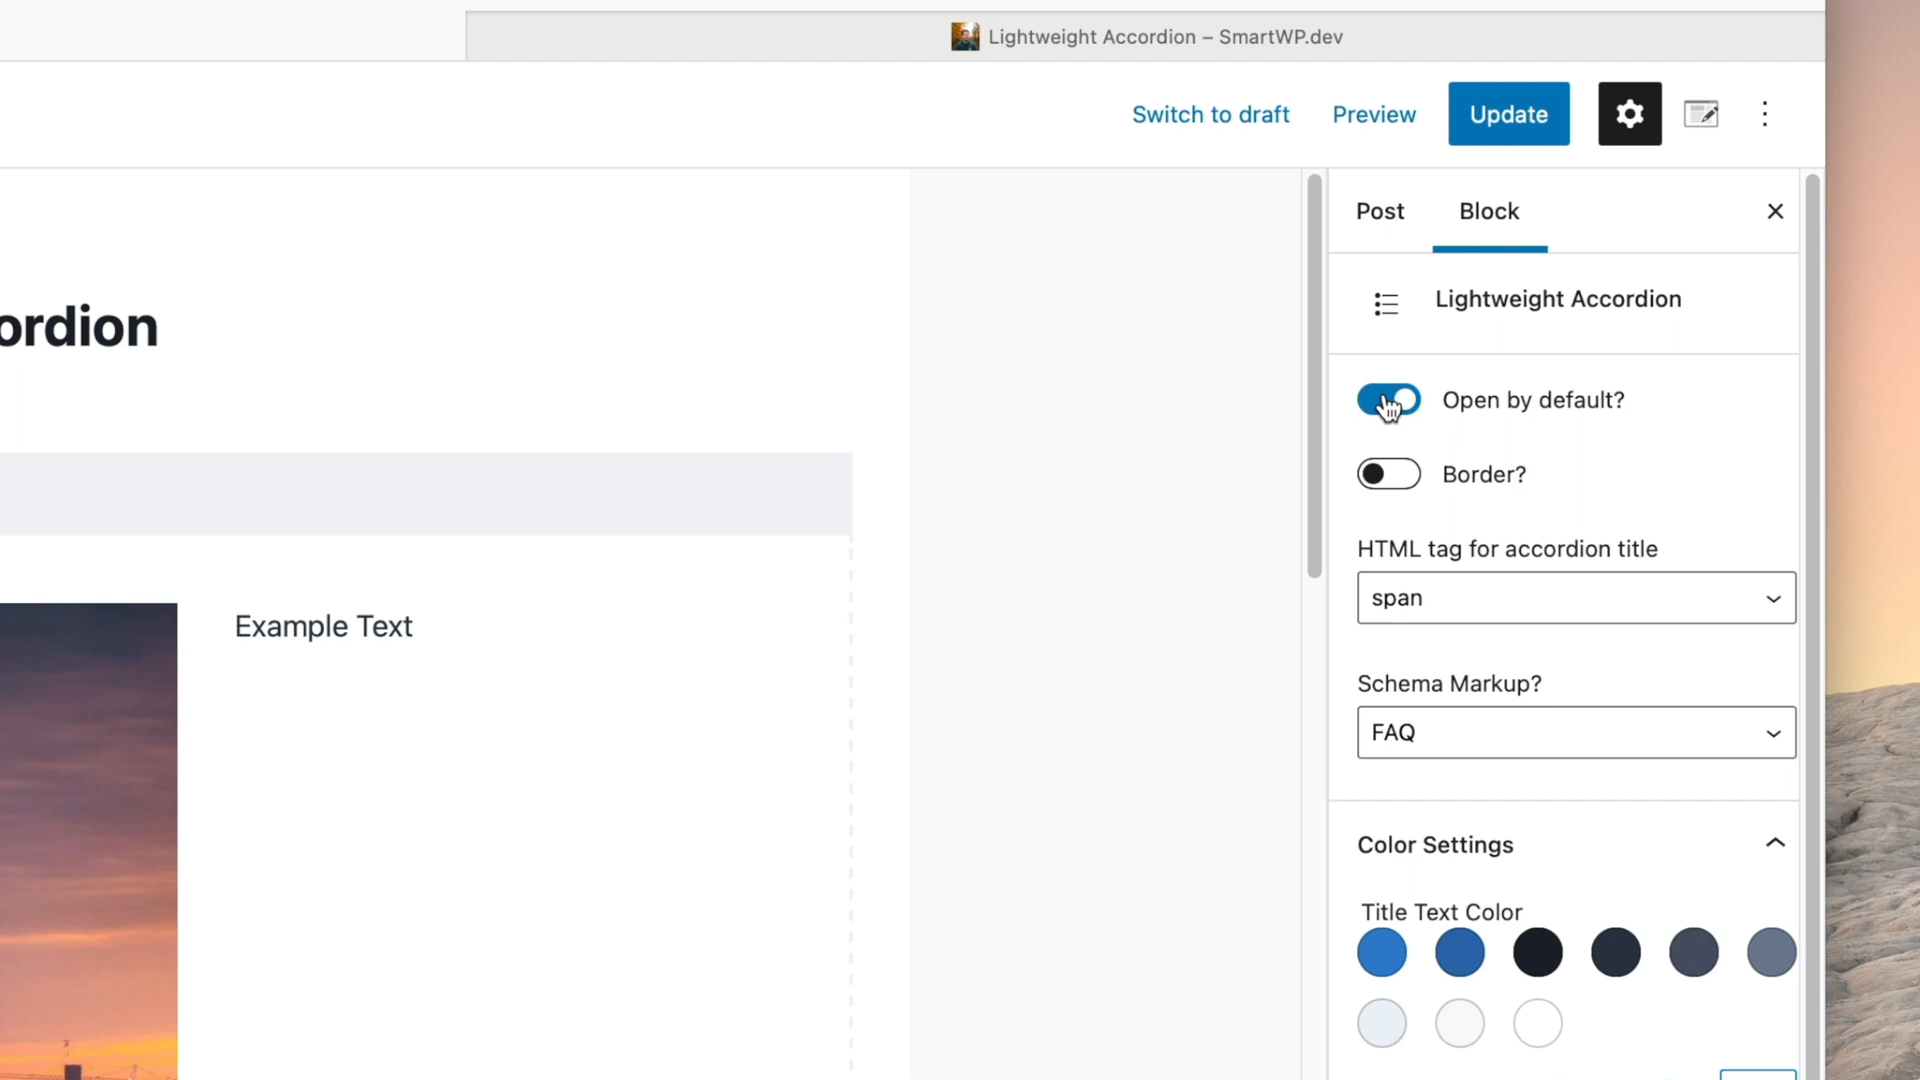 Lightweight Accordion – SmartWP.dev
Switch to draft
Preview
Update
Post
Block
Lightweight Accordion
ordion
Open by default?
Border?
HTML tag for accordion title
span
Example Text
Schema Markup?
FAQ
Color Settings
Title Text Color